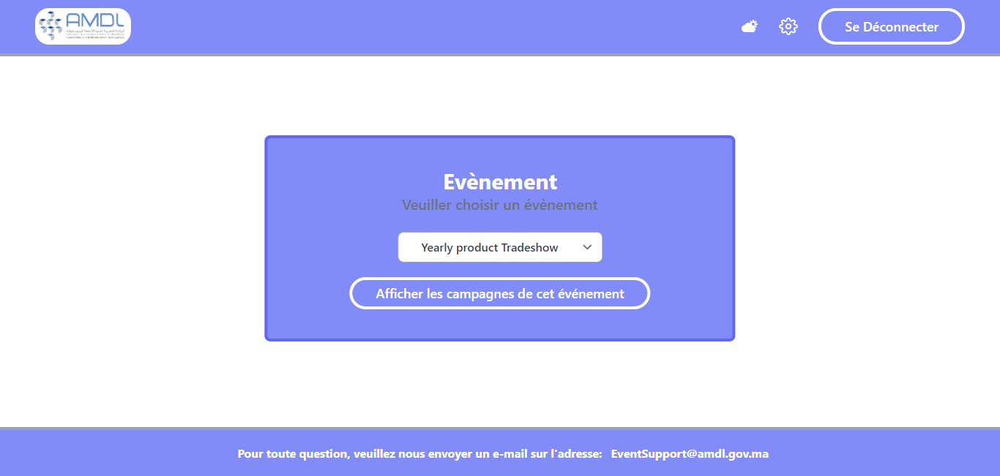 AMDL
Se Déconnecter
Evènement
Veuiller choisir un évènement
Yearly product Tradeshow
Afficher les campagnes de cet événement
Pour toute question, veuillez nous envoyer un e-mail sur l'adresse: EventSupport@amdl.gov.ma